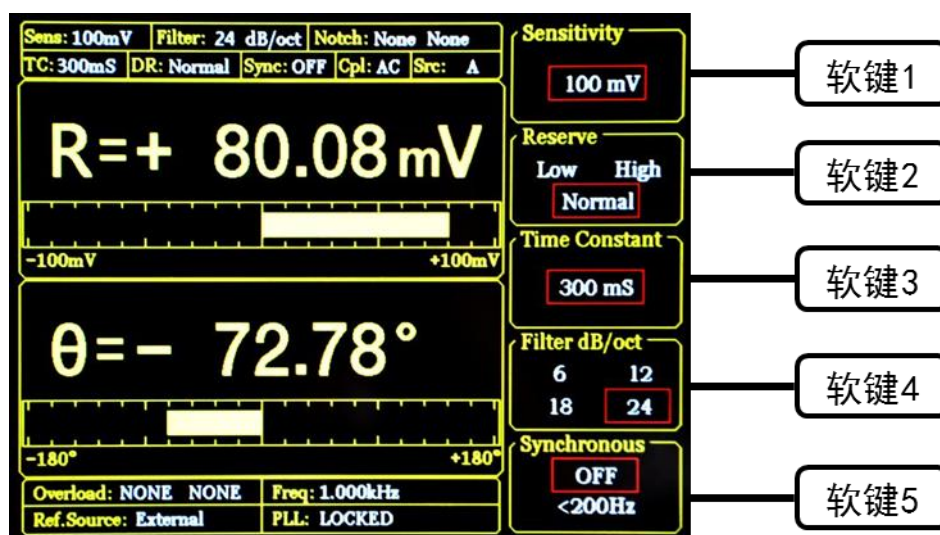 Sens: 100mV Filter: 24 dB/oct Notch: None None
TC: 300mS DR: Normal Sync: OFF Cpl: AC Src: A
R=+ 80.08 mV
-100mV +100mV
θ=- 72.78°
-180° +180°
Overload: NONE NONE Freq: 1.000kHz
Ref.Source: External PLL: LOCKED
Sensitivity
100 mV
Reserve
Low High
Normal
Time Constant
300 mS
Filter dB/oct
6 12
18 24
Synchronous
OFF
<200Hz
软键1
软键2
软键3
软键4
软键5